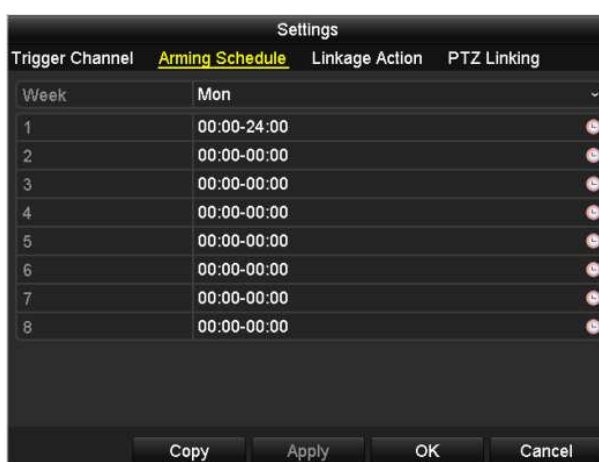 Settings
Trigger Channel Arming Schedule Linkage Action PTZ Linking
Week Mon
1 00:00-24:00
2 00:00-00:00
3 00:00-00:00
4 00:00-00:00
5 00:00-00:00
6 00:00-00:00
7 00:00-00:00
8 00:00-00:00
Copy Apply OK Cancel